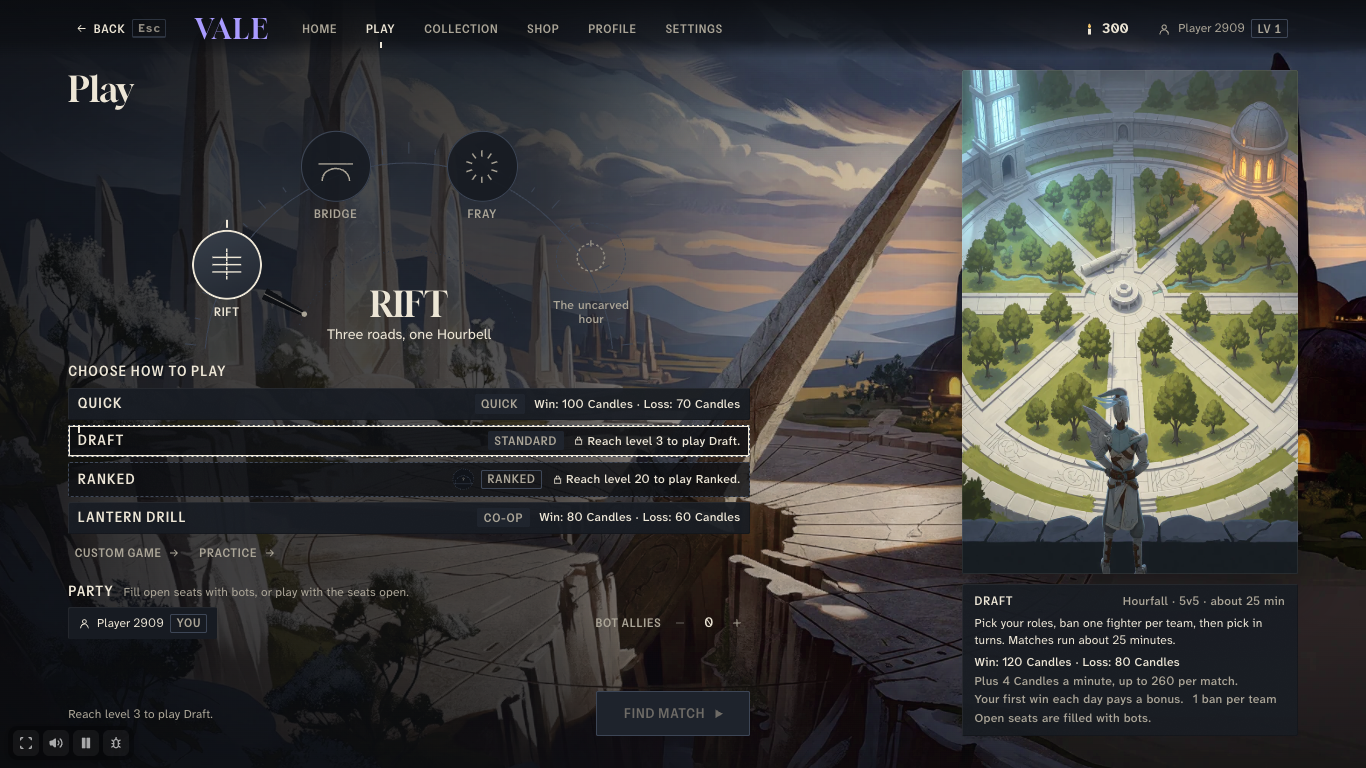 ← BACK Esc VALE HOME PLAY COLLECTION SHOP PROFILE SETTINGS 300 Player 2909 LV 1
Play
BRIDGE
FRAY
RIFT
The uncarved
hour
RIFT
Three roads, one Hourbell
CHOOSE HOW TO PLAY
QUICK QUICK Win: 100 Candles · Loss: 70 Candles
DRAFT STANDARD Reach level 3 to play Draft.
RANKED RANKED Reach level 20 to play Ranked.
LANTERN DRILL CO-OP Win: 80 Candles · Loss: 60 Candles
CUSTOM GAME → PRACTICE →
PARTY Fill open seats with bots, or play with the seats open.
Player 2909 YOU
BOT ALLIES − 0 +
Reach level 3 to play Draft.
FIND MATCH
DRAFT Hourfall · 5v5 · about 25 min
Pick your roles, ban one fighter per team, then pick in
turns. Matches run about 25 minutes.
Win: 120 Candles · Loss: 80 Candles
Plus 4 Candles a minute, up to 260 per match.
Your first win each day pays a bonus. 1 ban per team
Open seats are filled with bots.